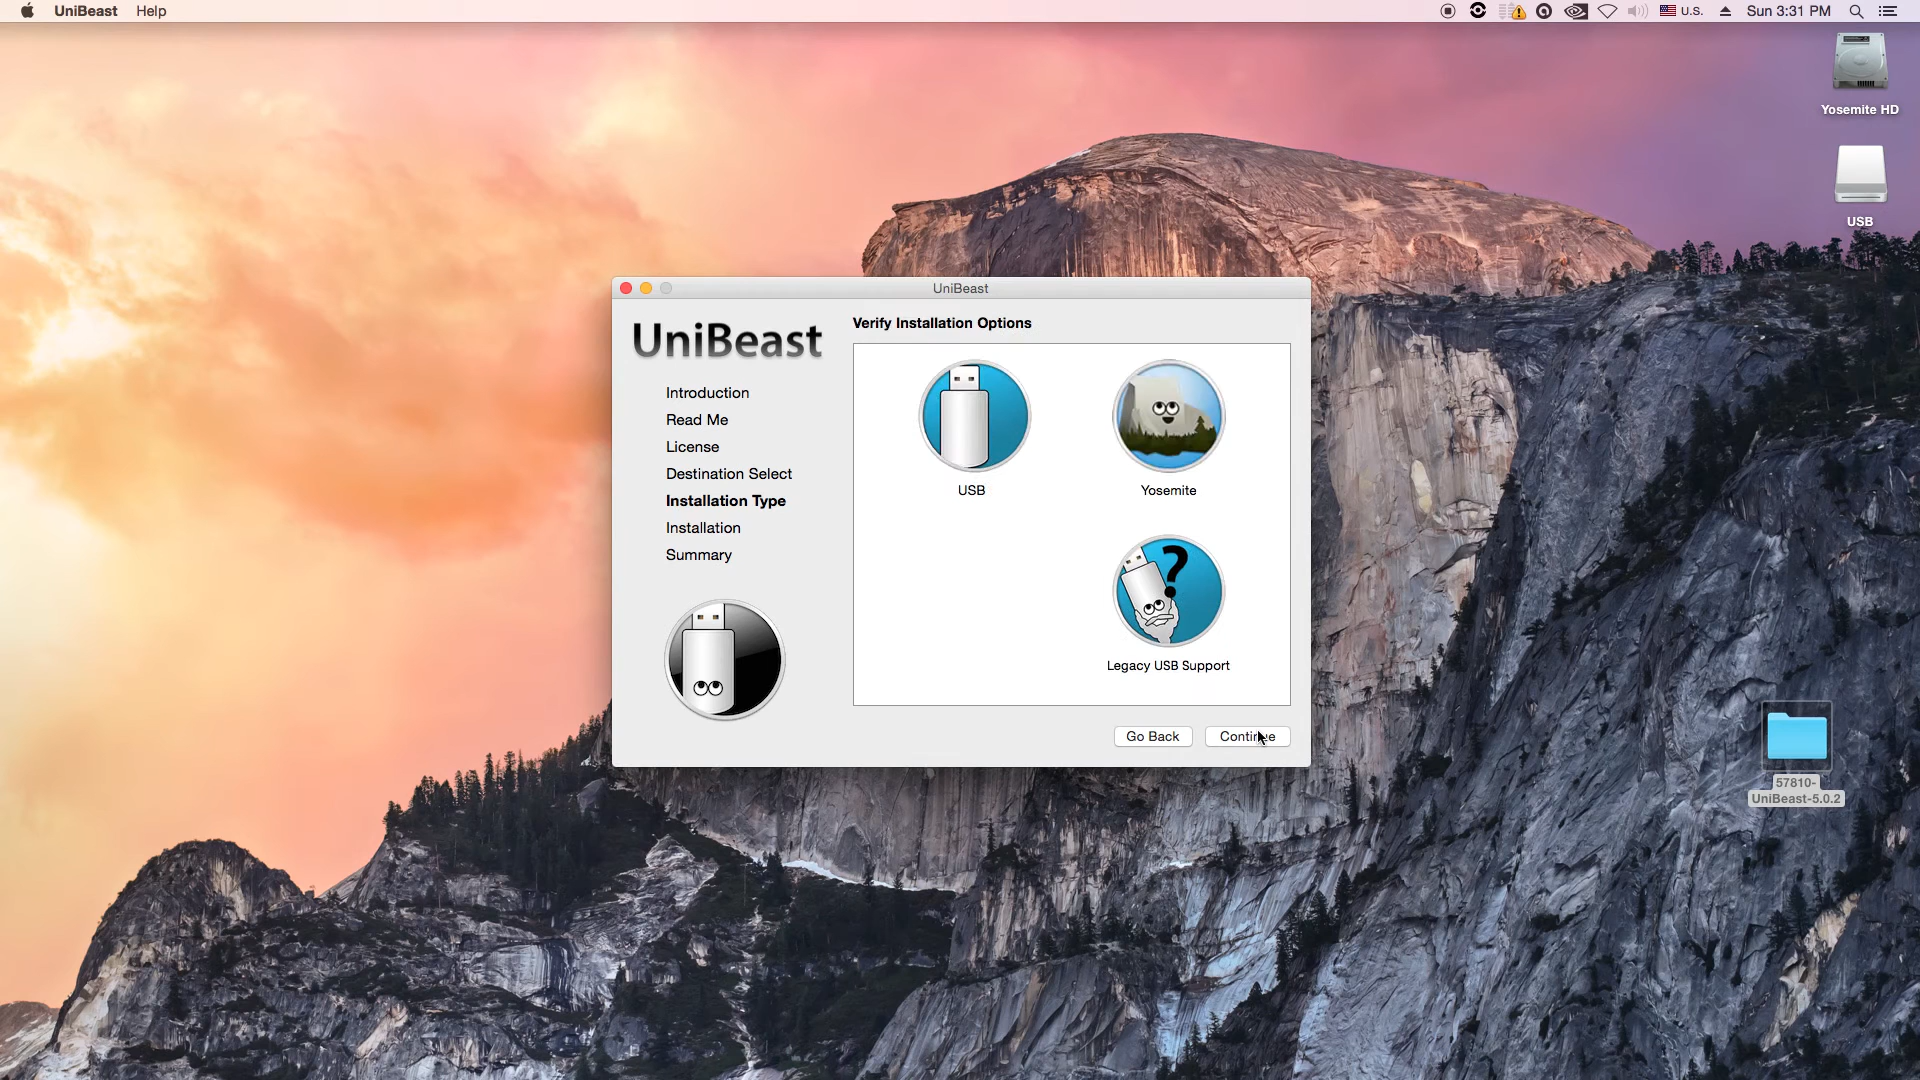 UniBeast Help
U.S. Sun 3:31 PM
Yosemite HD
USB
UniBeast
UniBeast
Verify Installation Options
Introduction
Read Me
License
Destination Select
Installation Type
Installation
Summary
USB
Yosemite
?
Legacy USB Support
Go Back
Continue
57810-
UniBeast-5.0.2